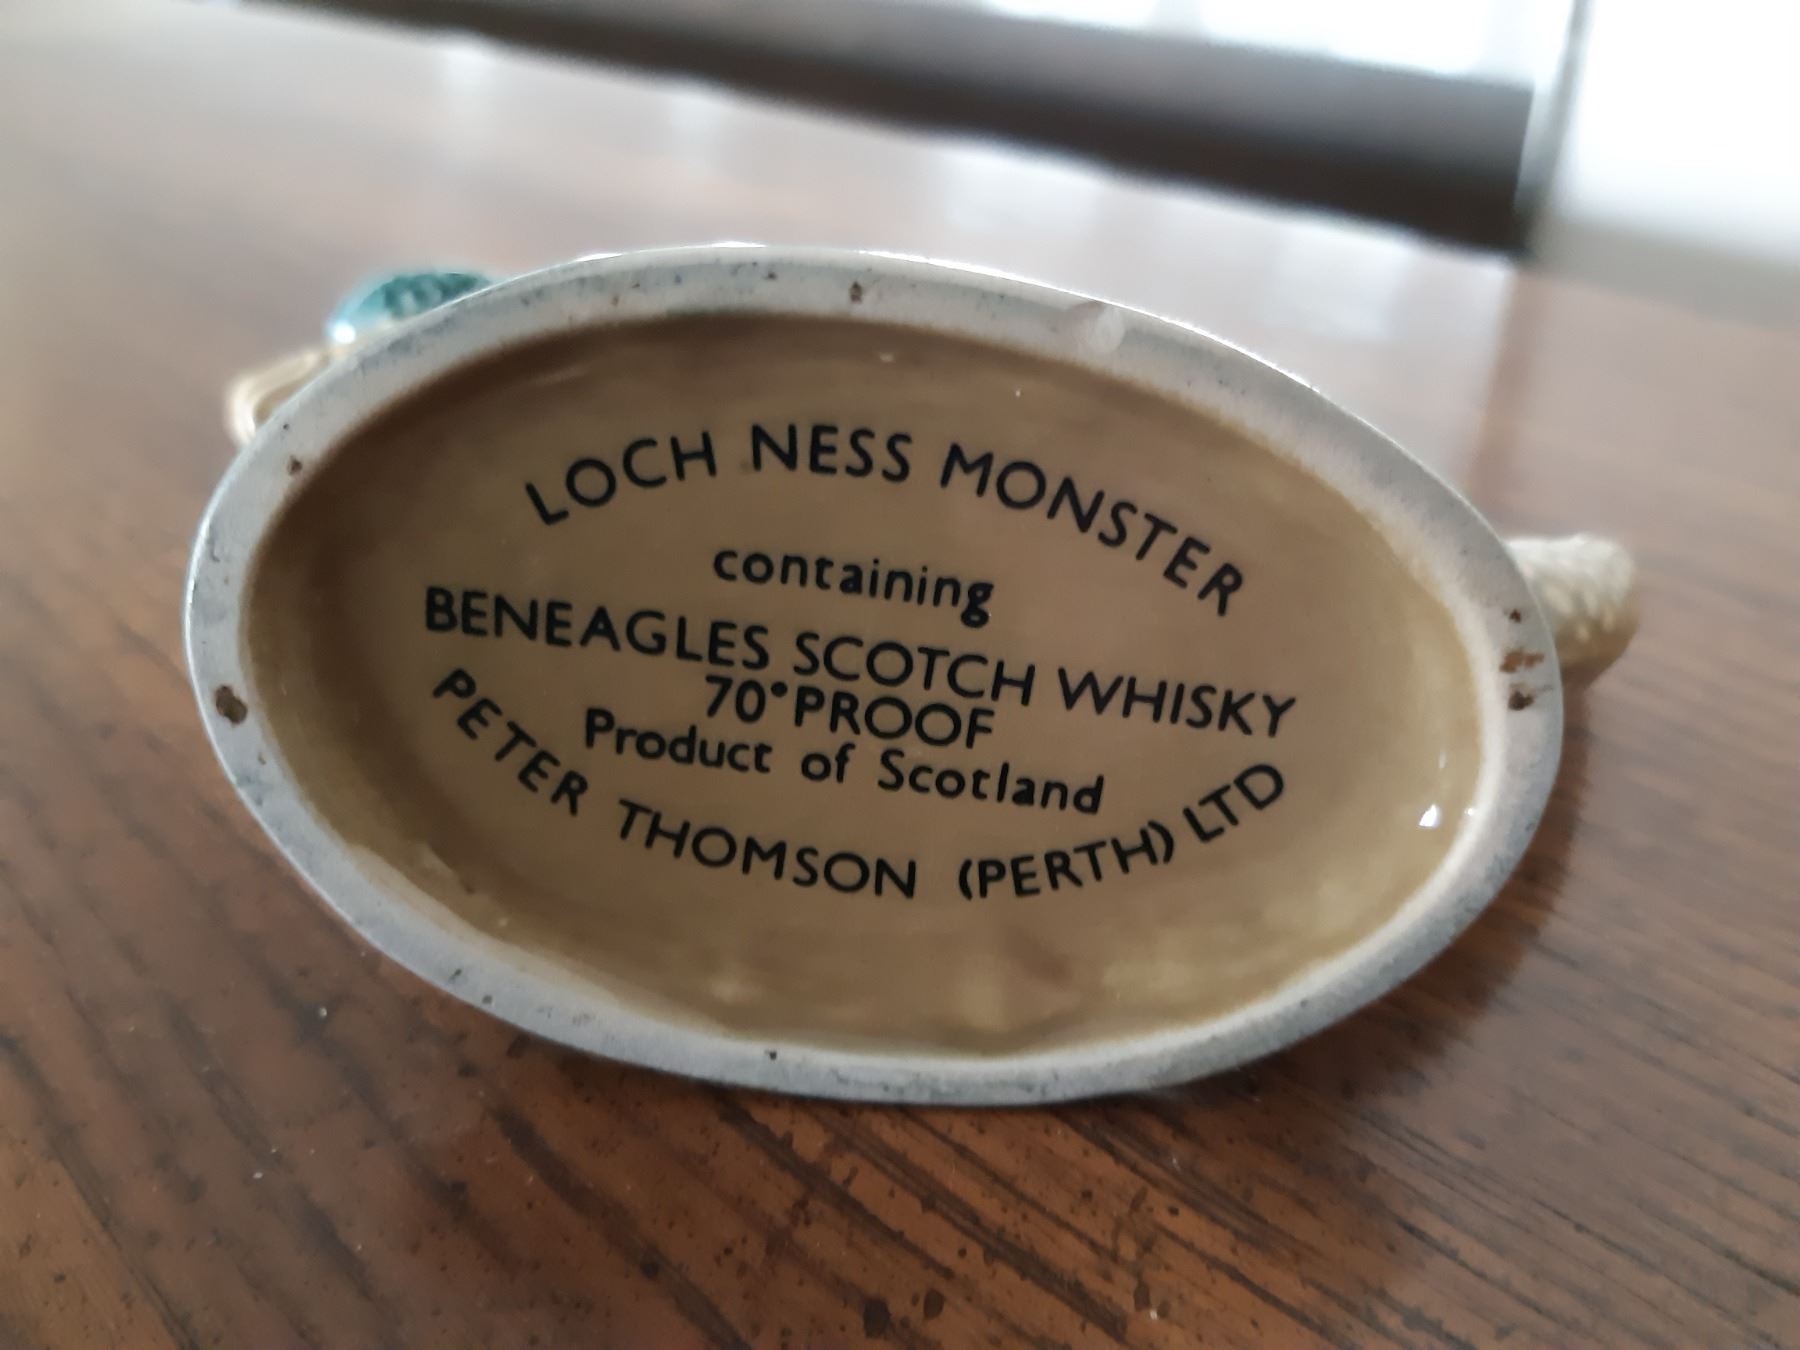 LOCH NESS MONSTER
containing
BENEAGLES SCOTCH WHISKY
70° PROOF
Product of Scotland
PETER THOMSON (PERTH) LTD